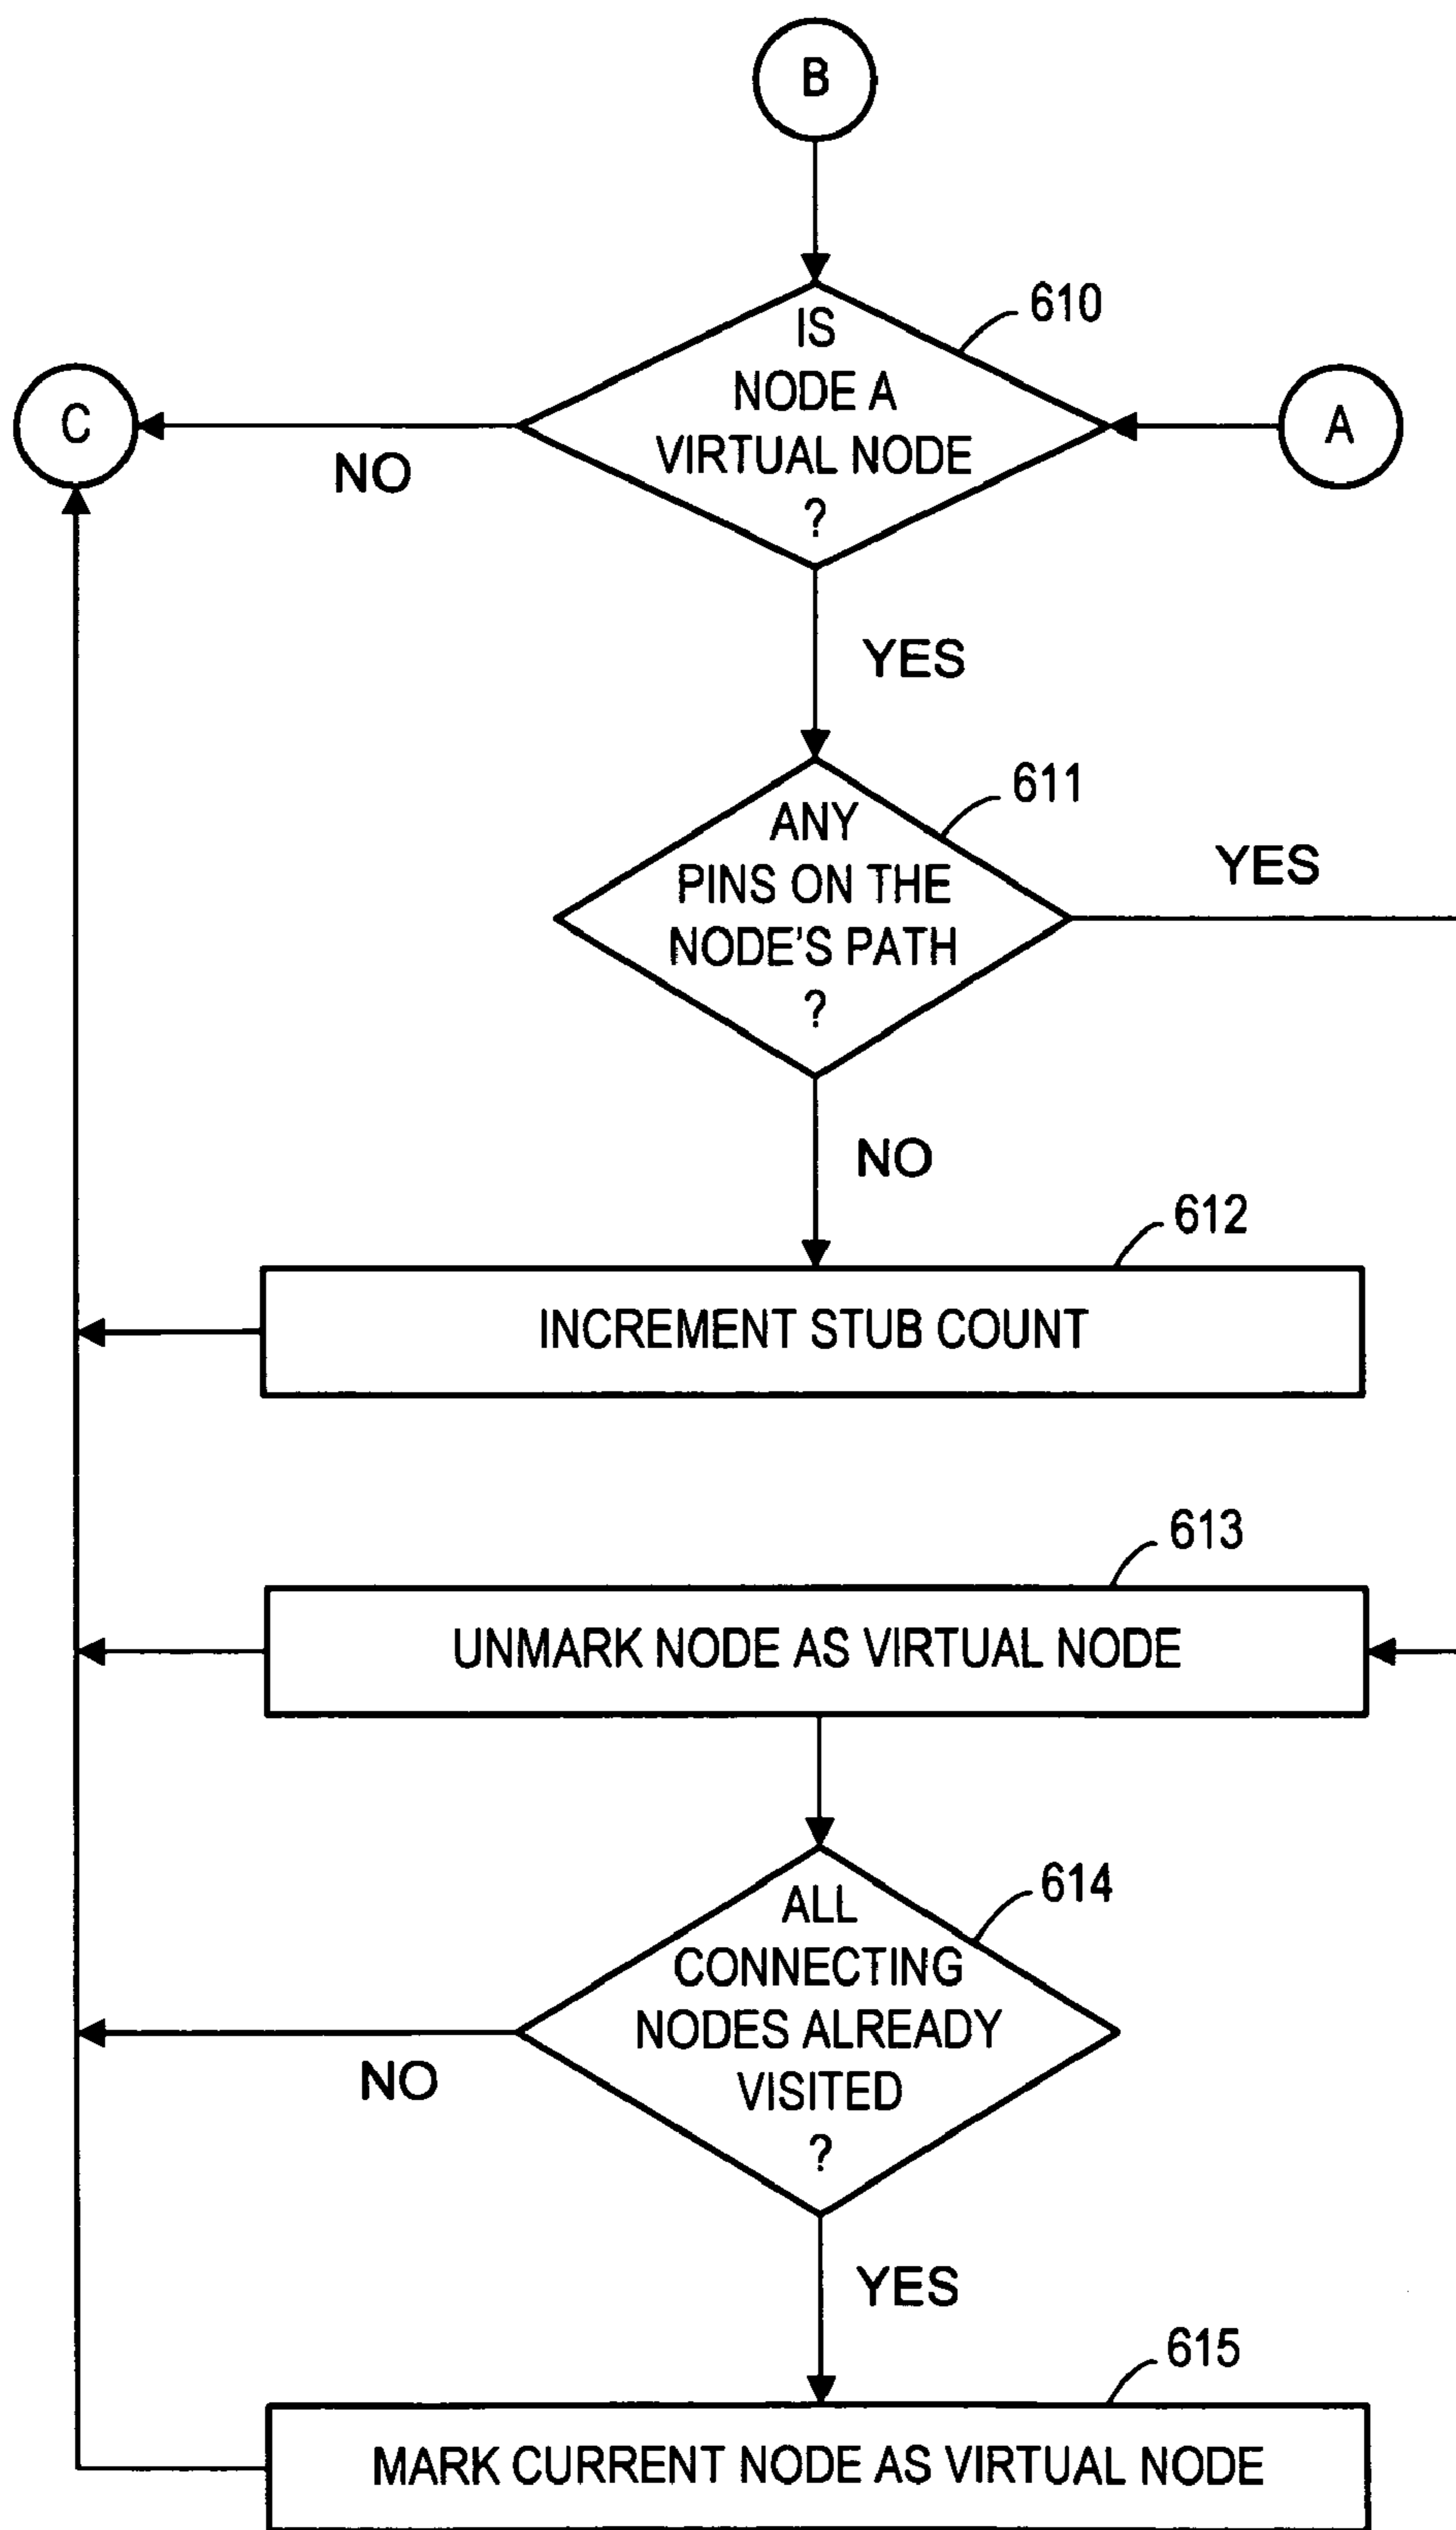 B
610
IS
NODE A
VIRTUAL NODE
?
C
A
NO
YES
611
ANY
PINS ON THE
NODE'S PATH
?
YES
NO
612
INCREMENT STUB COUNT
613
UNMARK NODE AS VIRTUAL NODE
614
ALL
CONNECTING
NODES ALREADY
VISITED
?
NO
YES
615
MARK CURRENT NODE AS VIRTUAL NODE